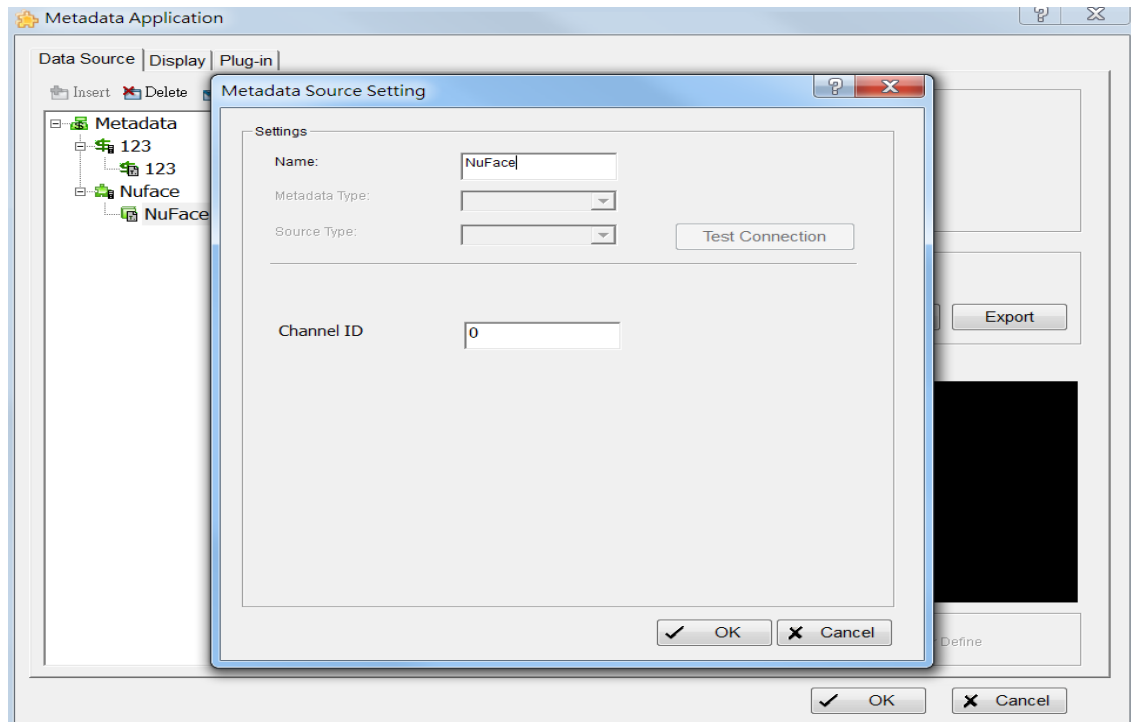 Metadata Application
Data Source Display Plug-in
Insert Delete
Metadata
123
123
Nuface
NuFace
Metadata Source Setting
Settings
Name: NuFace
Metadata Type:
Source Type: Test Connection
Channel ID 0
OK Cancel
Export
Define
OK Cancel